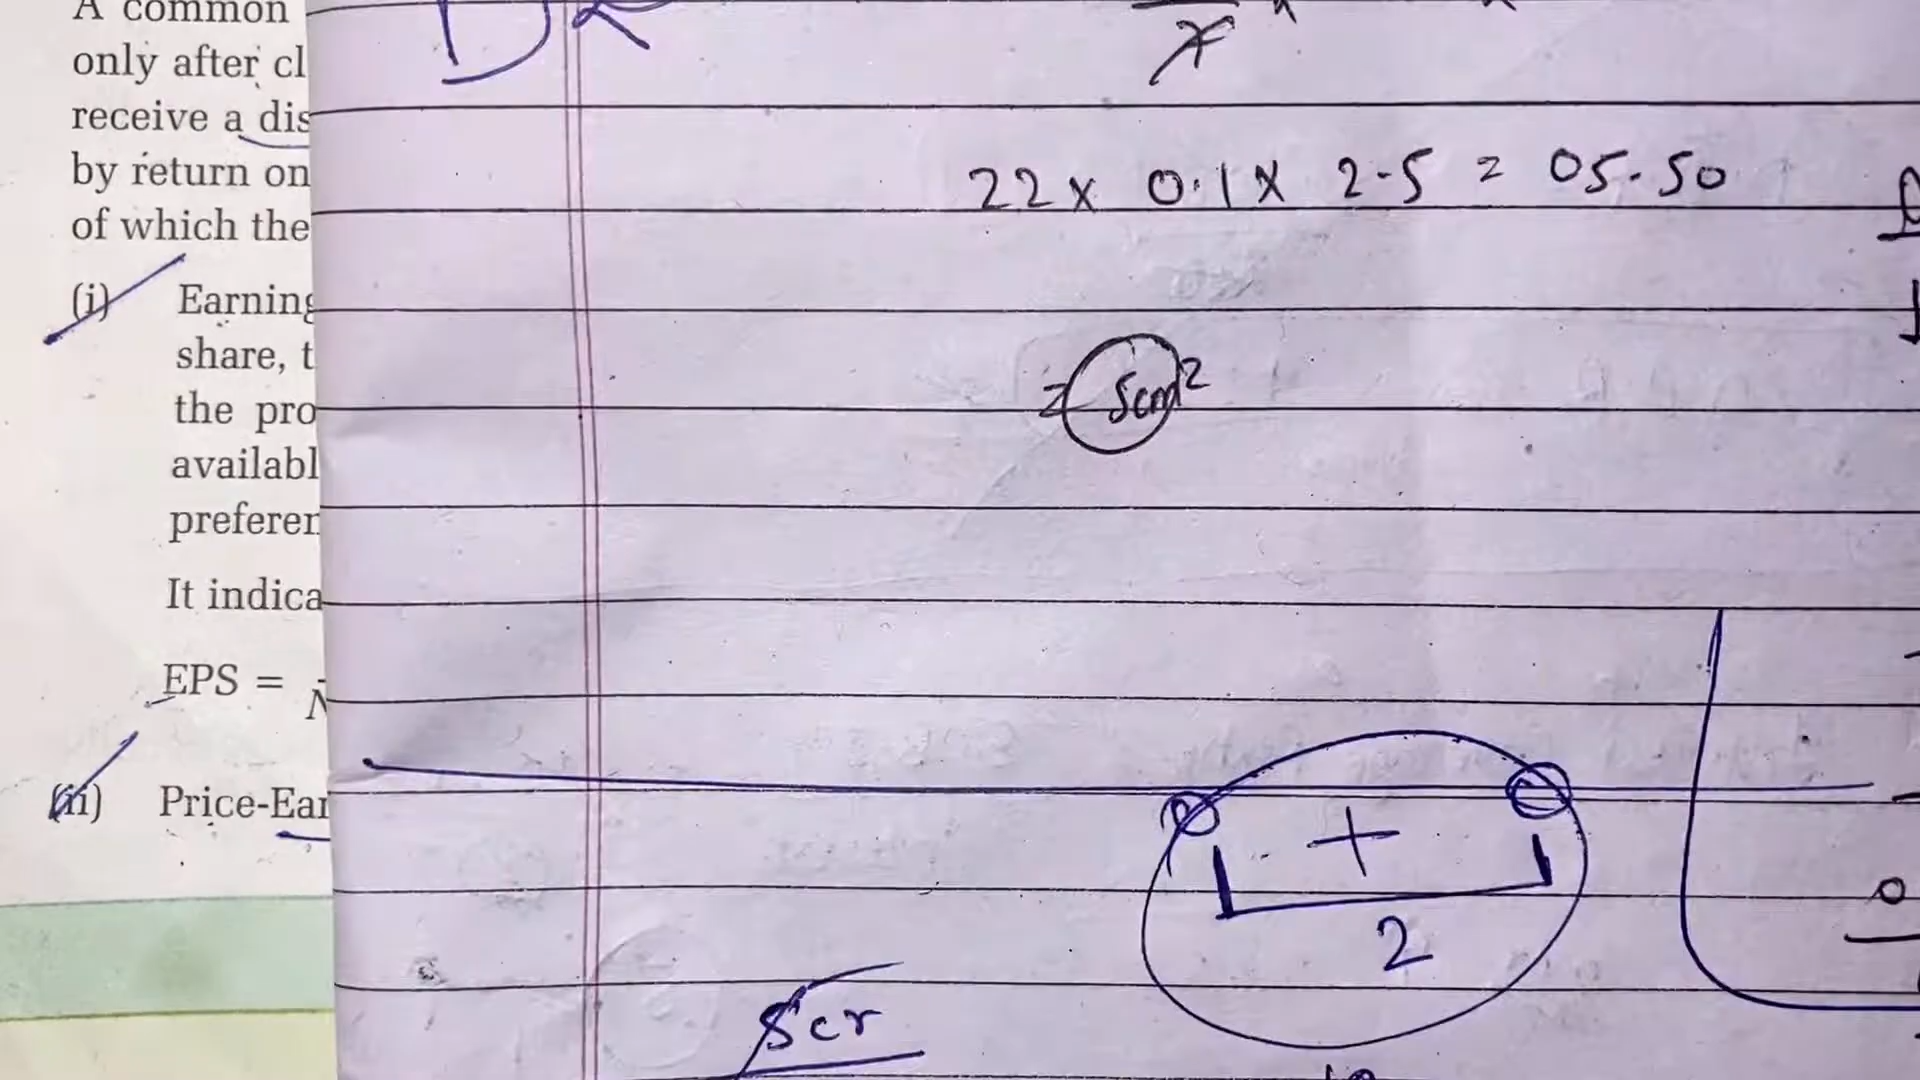 A common
only after cl
receive a dis
by return on
of which the
(i) Earning
share, t
the pro
availabl
preferen
It indica
EPS =
(ii) Price-Ear
22 x 0.1 x 2.5 = 05.50
= 5cm²
+
2
Scr